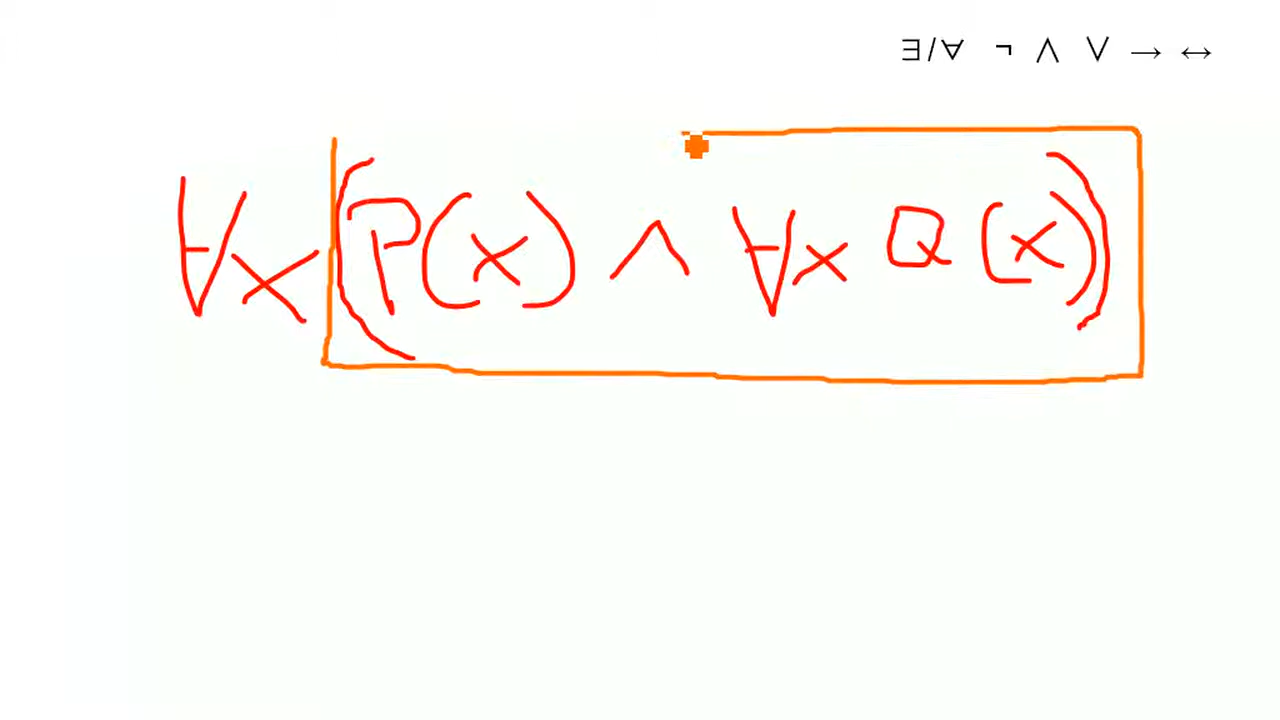 ∃/∀ ¬ ∧ ∨ → ↔
∀x (P(x) ∧ ∀x Q(x))